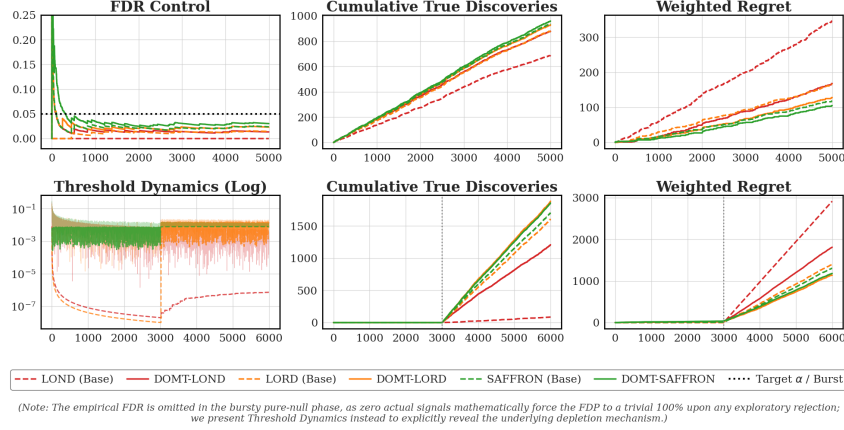 FDR Control
0.25
0.20
0.15
0.10
0.05
0.00
0 1000 2000 3000 4000 5000
Cumulative True Discoveries
1000
800
600
400
200
0
0 1000 2000 3000 4000 5000
Weighted Regret
300
200
100
0
0 1000 2000 3000 4000 5000
Threshold Dynamics (Log)
10⁻¹
10⁻³
10⁻⁵
10⁻⁷
0 1000 2000 3000 4000 5000 6000
Cumulative True Discoveries
1500
1000
500
0
0 1000 2000 3000 4000 5000 6000
Weighted Regret
3000
2000
1000
0
0 1000 2000 3000 4000 5000 6000
LOND (Base) DOMT-LOND LORD (Base) DOMT-LORD SAFFRON (Base) DOMT-SAFFRON Target α / Burst
(Note: The empirical FDR is omitted in the bursty pure-null phase, as zero actual signals mathematically force the FDP to a trivial 100% upon any exploratory rejection;
we present Threshold Dynamics instead to explicitly reveal the underlying depletion mechanism.)